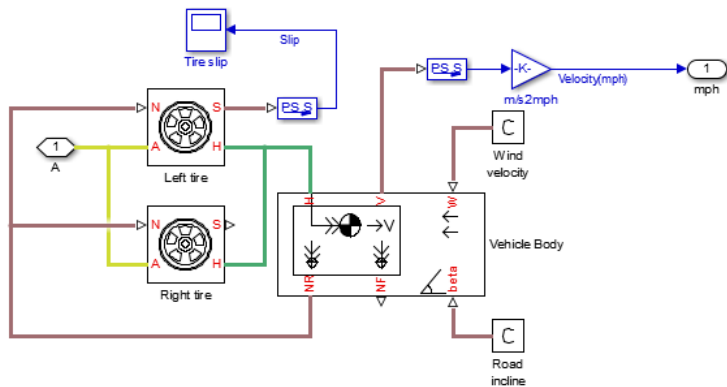 Slip
Tire slip
PS S
PS S
-K-
Velocity(mph)
1
mph
m/s2mph
N
S
A
H
Left tire
1
A
C
Wind
velocity
N
S
A
H
Right tire
H
V
W
V
NR
NF
beta
Vehicle Body
C
Road
incline